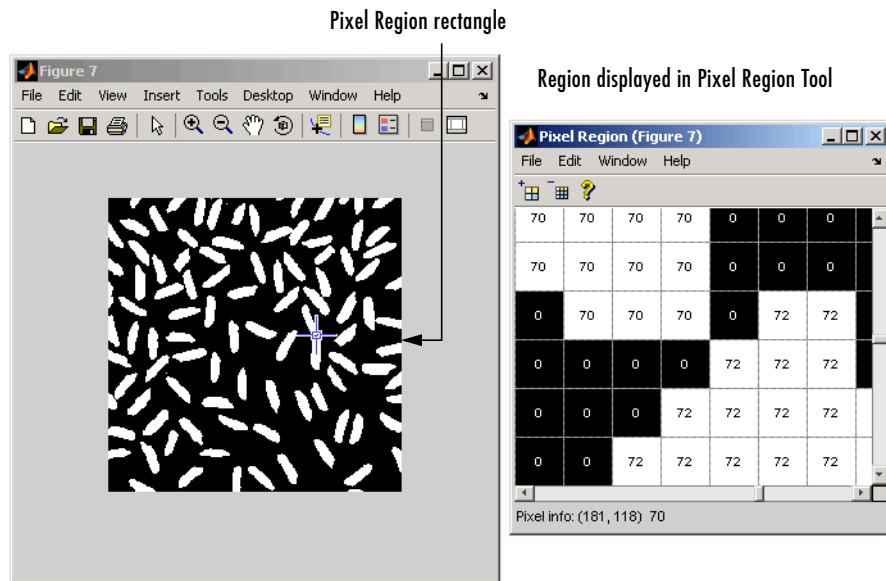 Pixel Region rectangle
Figure 7
File Edit View Insert Tools Desktop Window Help
Region displayed in Pixel Region Tool
Pixel Region (Figure 7)
File Edit Window Help
70 70 70 70 0 0 0
70 70 70 70 0 0 0
0 70 70 70 0 72 72
0 0 0 0 72 72 72
0 0 0 72 72 72 72
0 0 72 72 72 72 72
Pixel info: (181, 118) 70